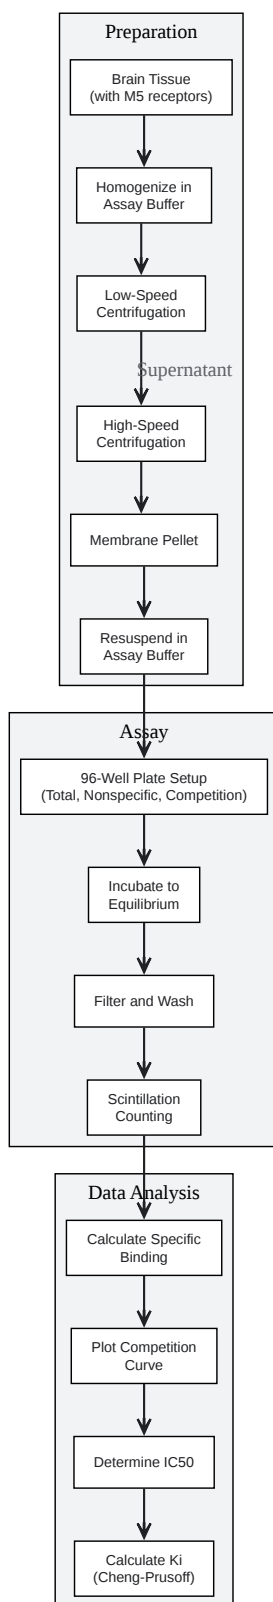 Preparation
Brain Tissue
(with M5 receptors)
Homogenize in
Assay Buffer
Low-Speed
Centrifugation
Supernatant
High-Speed
Centrifugation
Membrane Pellet
Resuspend in
Assay Buffer
Assay
96-Well Plate Setup
(Total, Nonspecific, Competition)
Incubate to
Equilibrium
Filter and Wash
Scintillation
Counting
Data Analysis
Calculate Specific
Binding
Plot Competition
Curve
Determine IC50
Calculate Ki
(Cheng-Prusoff)